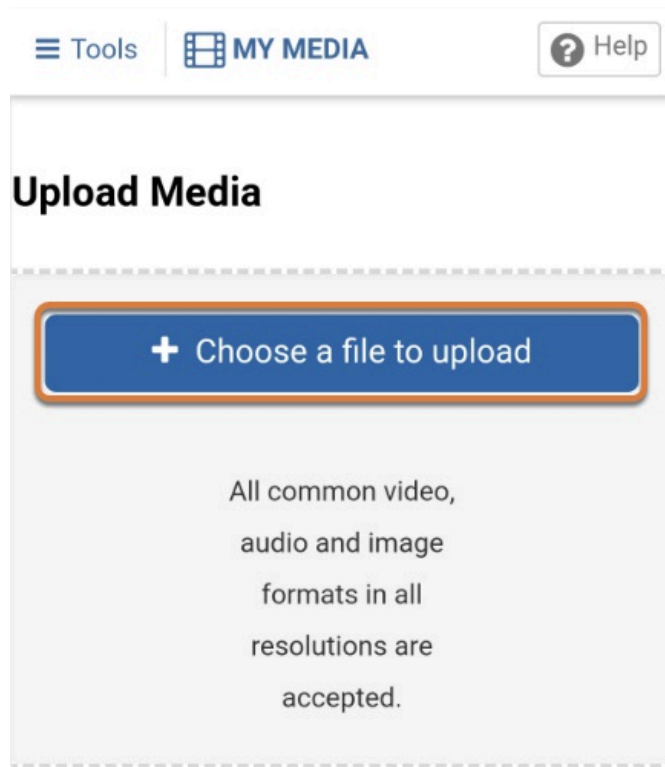 Tools MY MEDIA Help
Upload Media
+ Choose a file to upload
All common video,
audio and image
formats in all
resolutions are
accepted.